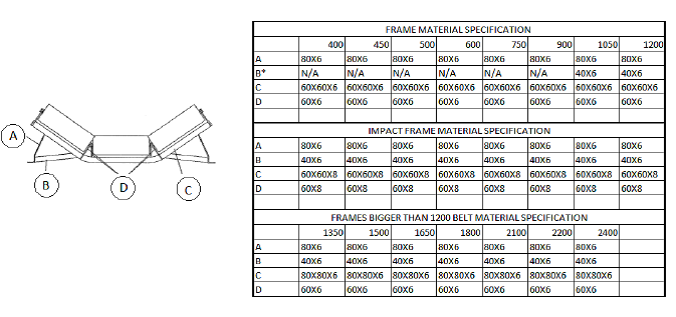 A
B
D
C
FRAME MATERIAL SPECIFICATION
400 450 500 600 750 900 1050 1200
A 80X6 80X6 80X6 80X6 80X6 80X6 80X6 80X6
B* N/A N/A N/A N/A N/A N/A 40X6 40X6
C 60X60X6 60X60X6 60X60X6 60X60X6 60X60X6 60X60X6 60X60X6 60X60X6
D 60X6 60X6 60X6 60X6 60X6 60X6 60X6 60X6
IMPACT FRAME MATERIAL SPECIFICATION
A 80X6 80X6 80X6 80X6 80X6 80X6 80X6 80X6
B 40X6 40X6 40X6 40X6 40X6 40X6 40X6 40X6
C 60X60X8 60X60X8 60X60X8 60X60X8 60X60X8 60X60X8 60X60X8 60X60X8
D 60X8 60X8 60X8 60X8 60X8 60X8 60X8 60X8
FRAMES BIGGER THAN 1200 BELT MATERIAL SPECIFICATION
1350 1500 1650 1800 2100 2200 2400
A 80X6 80X6 80X6 80X6 80X6 80X6 80X6
B 40X6 40X6 40X6 40X6 40X6 40X6 40X6
C 80X80X6 80X80X6 80X80X6 80X80X6 80X80X6 80X80X6 80X80X6
D 60X6 60X6 60X6 60X6 60X6 60X6 60X6